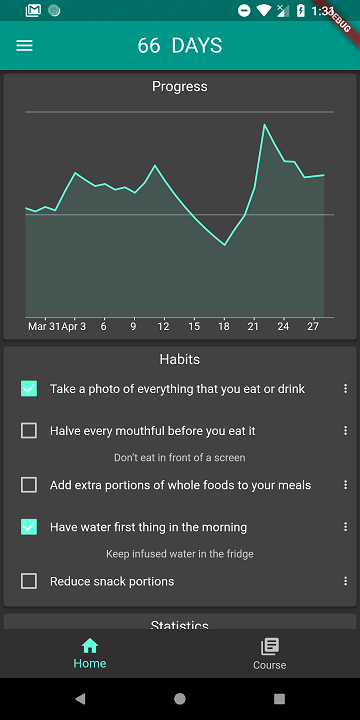 1:31
DEBUG
66 DAYS
Progress
Mar 31 Apr 3 6 9 12 15 18 21 24 27
Habits
Take a photo of everything that you eat or drink
Halve every mouthful before you eat it
Don't eat in front of a screen
Add extra portions of whole foods to your meals
Have water first thing in the morning
Keep infused water in the fridge
Reduce snack portions
Statistics
Home
Course